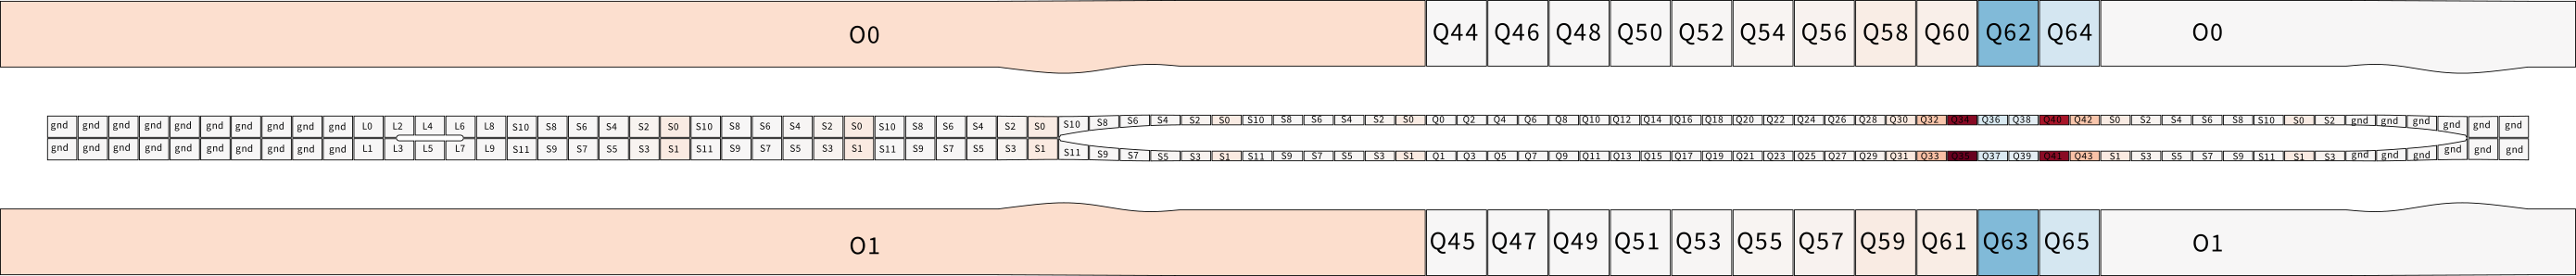 O0 Q44 Q46 Q48 Q50 Q52 Q54 Q56 Q58 Q60 Q62 Q64 O0
gnd gnd gnd gnd gnd gnd gnd gnd gnd gnd L0 L2 L4 L6 L8 S10 S8 S6 S4 S2 S0 S10 S8 S6 S4 S2 S0 S10 S8 S6 S4 S2 S0 S10 S8 S6 S4 S2 S0 S10 S8 S6 S4 S2 S0 Q0 Q2 Q4 Q6 Q8 Q10 Q12 Q14 Q16 Q18 Q20 Q22 Q24 Q26 Q28 Q30 Q32 Q34 Q36 Q38 Q40 Q42 S0 S2 S4 S6 S8 S10 S0 S2 gnd gnd gnd gnd gnd gnd
gnd gnd gnd gnd gnd gnd gnd gnd gnd gnd L1 L3 L5 L7 L9 S11 S9 S7 S5 S3 S1 S11 S9 S7 S5 S3 S1 S11 S9 S7 S5 S3 S1 S11 S9 S7 S5 S3 S1 S11 S9 S7 S5 S3 S1 Q1 Q3 Q5 Q7 Q9 Q11 Q13 Q15 Q17 Q19 Q21 Q23 Q25 Q27 Q29 Q31 Q33 Q35 Q37 Q39 Q41 Q43 S1 S3 S5 S7 S9 S11 S1 S3 gnd gnd gnd gnd gnd gnd
O1 Q45 Q47 Q49 Q51 Q53 Q55 Q57 Q59 Q61 Q63 Q65 O1